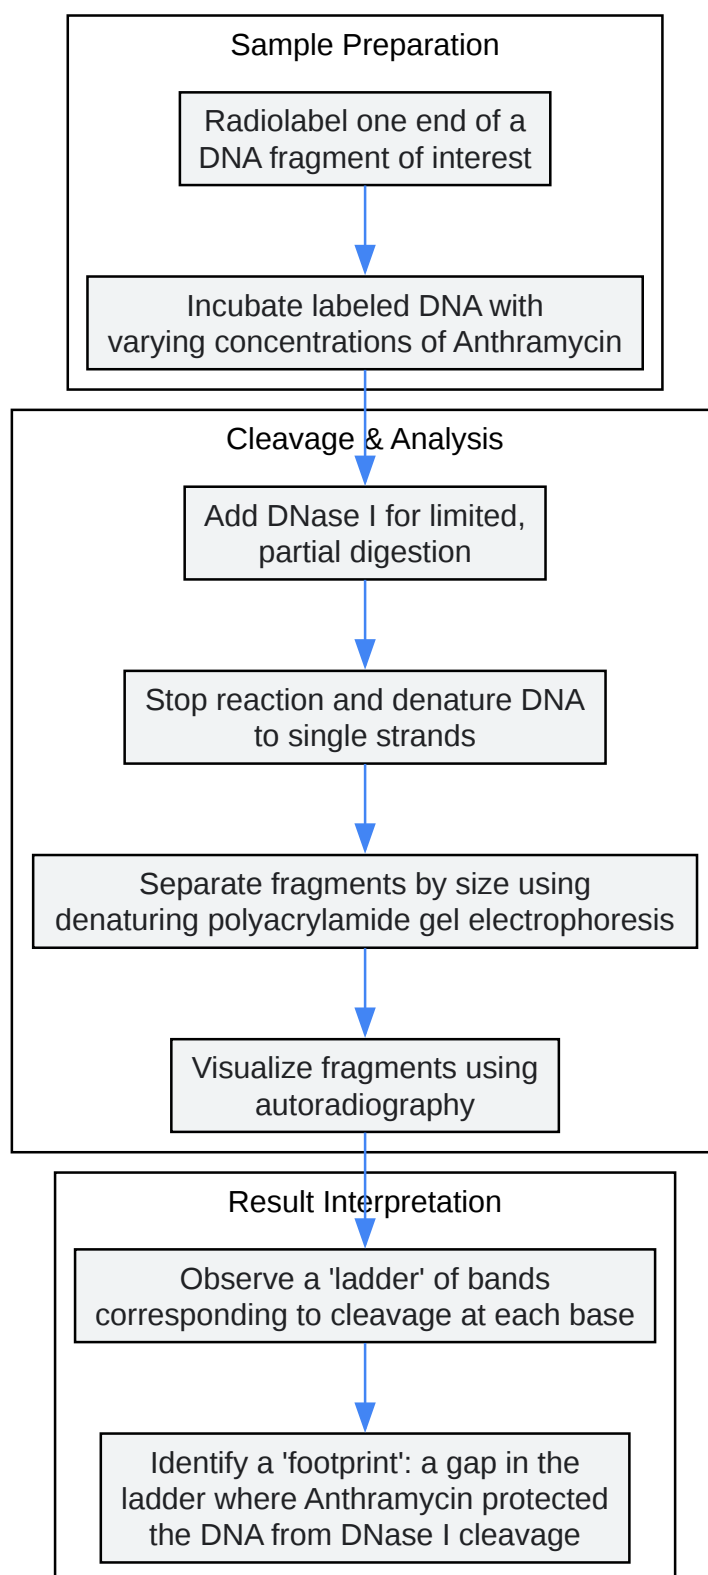 Sample Preparation
Radiolabel one end of a
DNA fragment of interest
Incubate labeled DNA with
varying concentrations of Anthramycin
Cleavage & Analysis
Add DNase I for limited,
partial digestion
Stop reaction and denature DNA
to single strands
Separate fragments by size using
denaturing polyacrylamide gel electrophoresis
Visualize fragments using
autoradiography
Result Interpretation
Observe a 'ladder' of bands
corresponding to cleavage at each base
Identify a 'footprint': a gap in the
ladder where Anthramycin protected
the DNA from DNase I cleavage